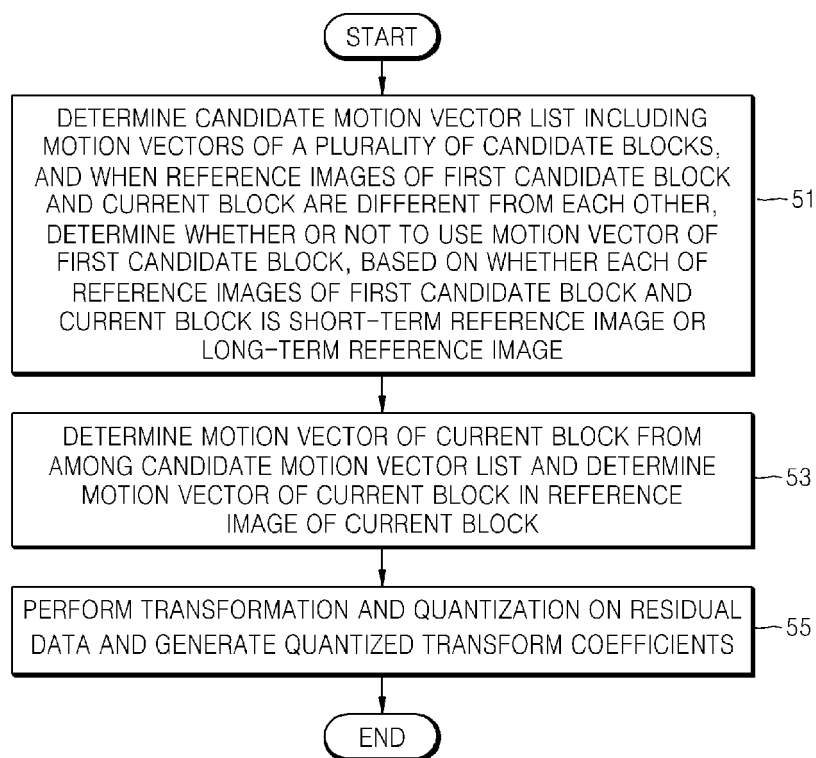 START
DETERMINE CANDIDATE MOTION VECTOR LIST INCLUDING
MOTION VECTORS OF A PLURALITY OF CANDIDATE BLOCKS,
AND WHEN REFERENCE IMAGES OF FIRST CANDIDATE BLOCK
AND CURRENT BLOCK ARE DIFFERENT FROM EACH OTHER,
DETERMINE WHETHER OR NOT TO USE MOTION VECTOR OF
FIRST CANDIDATE BLOCK, BASED ON WHETHER EACH OF
REFERENCE IMAGES OF FIRST CANDIDATE BLOCK AND
CURRENT BLOCK IS SHORT-TERM REFERENCE IMAGE OR
LONG-TERM REFERENCE IMAGE
51
DETERMINE MOTION VECTOR OF CURRENT BLOCK FROM
AMONG CANDIDATE MOTION VECTOR LIST AND DETERMINE
MOTION VECTOR OF CURRENT BLOCK IN REFERENCE
IMAGE OF CURRENT BLOCK
53
PERFORM TRANSFORMATION AND QUANTIZATION ON RESIDUAL
DATA AND GENERATE QUANTIZED TRANSFORM COEFFICIENTS
55
END